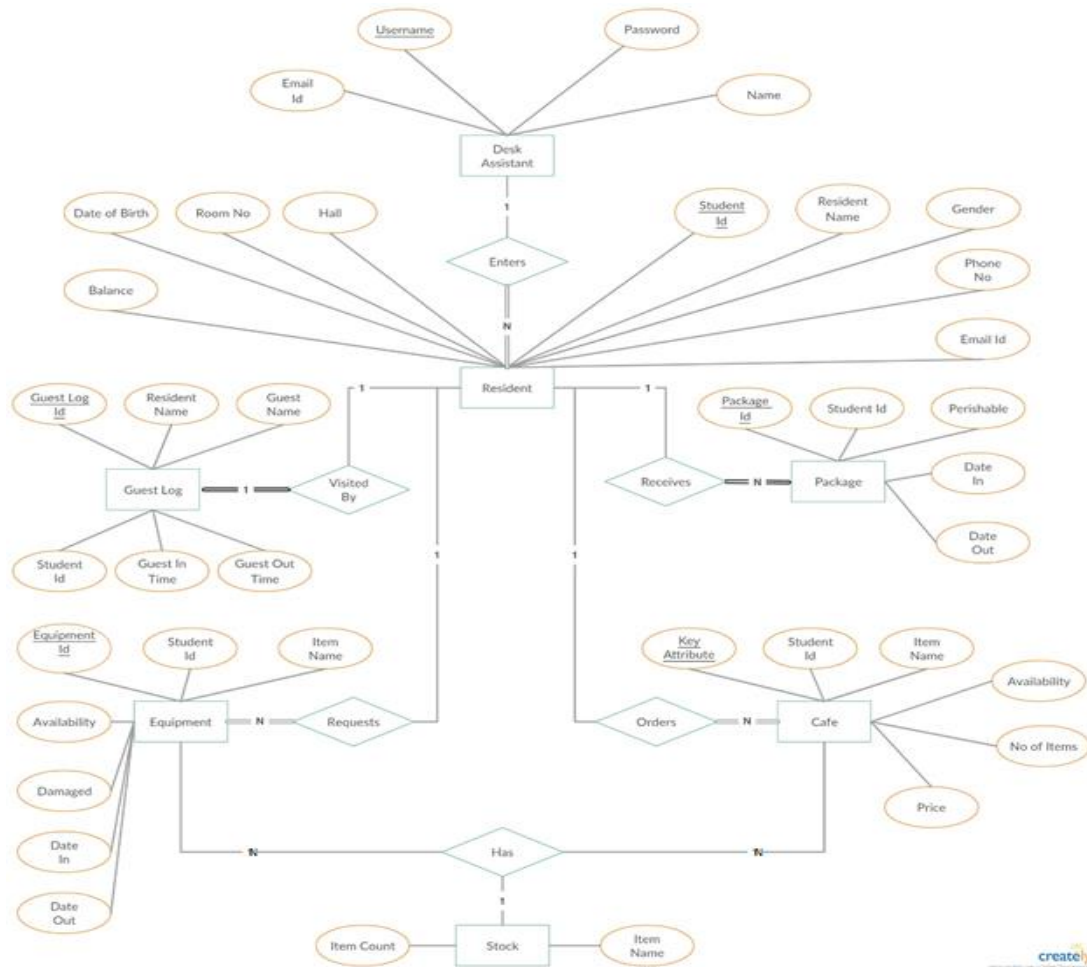 Username
Password
Email
Id
Name
Desk
Assistant
1
Date of Birth
Room No
Hall
Student
Id
Resident
Name
Gender
Enters
Phone
No
Balance
N
Email Id
Resident
1
1
Guest Log
Id
Resident
Name
Guest
Name
Package
Id
Student Id
Perishable
Guest Log
1
Visited
By
Receives
N
Package
Date
In
Date
Out
1
1
Student
Id
Guest In
Time
Guest Out
Time
Equipment
Id
Student
Id
Item
Name
Key
Attribute
Student
Id
Item
Name
Availability
Availability
Equipment
N
Requests
Orders
N
Cafe
No of Items
Damaged
Price
Date
In
N
Has
N
Date
Out
1
Item Count
Stock
Item
Name
create